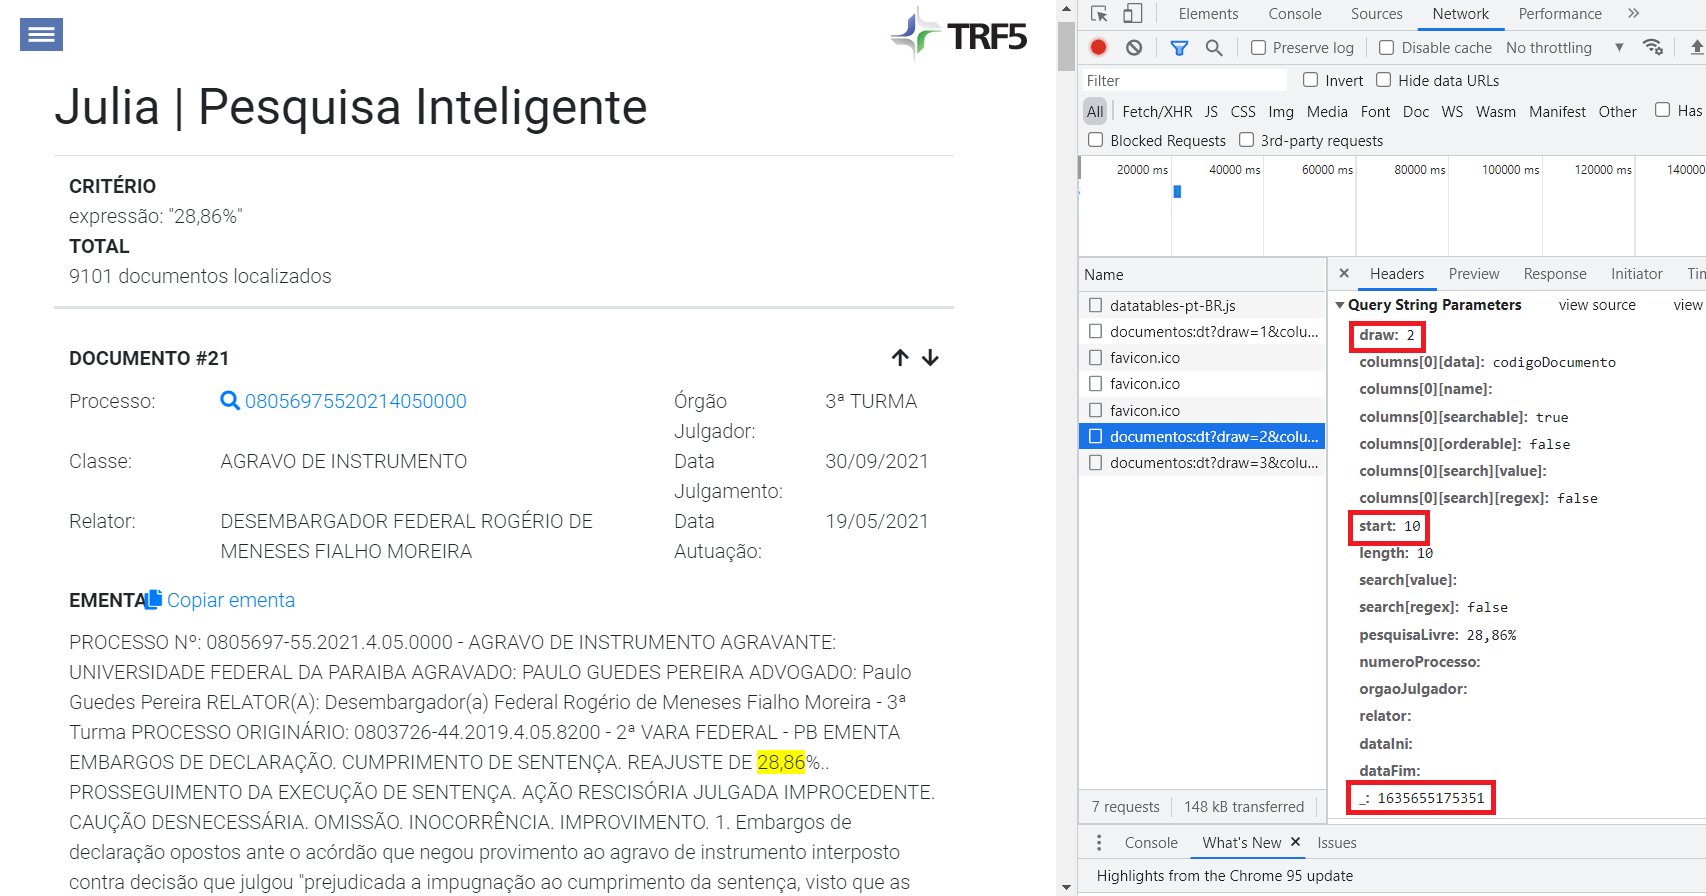 TRF5
Julia | Pesquisa Inteligente
CRITÉRIO
expressão: "28,86%"
TOTAL
9101 documentos localizados
DOCUMENTO #21
Processo: 08056975520214050000 Órgão Julgador: 3ª TURMA
Classe: AGRAVO DE INSTRUMENTO Data Julgamento: 30/09/2021
Relator: DESEMBARGADOR FEDERAL ROGÉRIO DE MENESES FIALHO MOREIRA Data Autuação: 19/05/2021
EMENTA Copiar ementa
PROCESSO Nº: 0805697-55.2021.4.05.0000 - AGRAVO DE INSTRUMENTO AGRAVANTE:
UNIVERSIDADE FEDERAL DA PARAIBA AGRAVADO: PAULO GUEDES PEREIRA ADVOGADO: Paulo
Guedes Pereira RELATOR(A): Desembargador(a) Federal Rogério de Meneses Fialho Moreira - 3ª
Turma PROCESSO ORIGINÁRIO: 0803726-44.2019.4.05.8200 - 2ª VARA FEDERAL - PB EMENTA
EMBARGOS DE DECLARAÇÃO. CUMPRIMENTO DE SENTENÇA. REAJUSTE DE 28,86%..
PROSSEGUIMENTO DA EXECUÇÃO DE SENTENÇA. AÇÃO RESCISÓRIA JULGADA IMPROCEDENTE.
CAUÇÃO DESNECESSÁRIA. OMISSÃO. INOCORRÊNCIA. IMPROVIMENTO. 1. Embargos de
declaração opostos ante o acórdão que negou provimento ao agravo de instrumento interposto
contra decisão que julgou "prejudicada a impugnação ao cumprimento da sentença, visto que as
Elements Console Sources Network Performance »
Preserve log Disable cache No throttling
Filter Invert Hide data URLs
All Fetch/XHR JS CSS Img Media Font Doc WS Wasm Manifest Other Has
Blocked Requests 3rd-party requests
20000 ms 40000 ms 60000 ms 80000 ms 100000 ms 120000 ms 140000
Name
datatables-pt-BR.js
documentos:dt?draw=1&colu...
favicon.ico
favicon.ico
favicon.ico
documentos:dt?draw=2&colu...
documentos:dt?draw=3&colu...
7 requests 148 kB transferred
× Headers Preview Response Initiator Tin
Query String Parameters view source view
draw: 2
columns[0][data]: codigoDocumento
columns[0][name]:
columns[0][searchable]: true
columns[0][orderable]: false
columns[0][search][value]:
columns[0][search][regex]: false
start: 10
length: 10
search[value]:
search[regex]: false
pesquisaLivre: 28,86%
numeroProcesso:
orgaoJulgador:
relator:
dataIni:
dataFim:
_: 1635655175351
Console What's New × Issues
Highlights from the Chrome 95 update